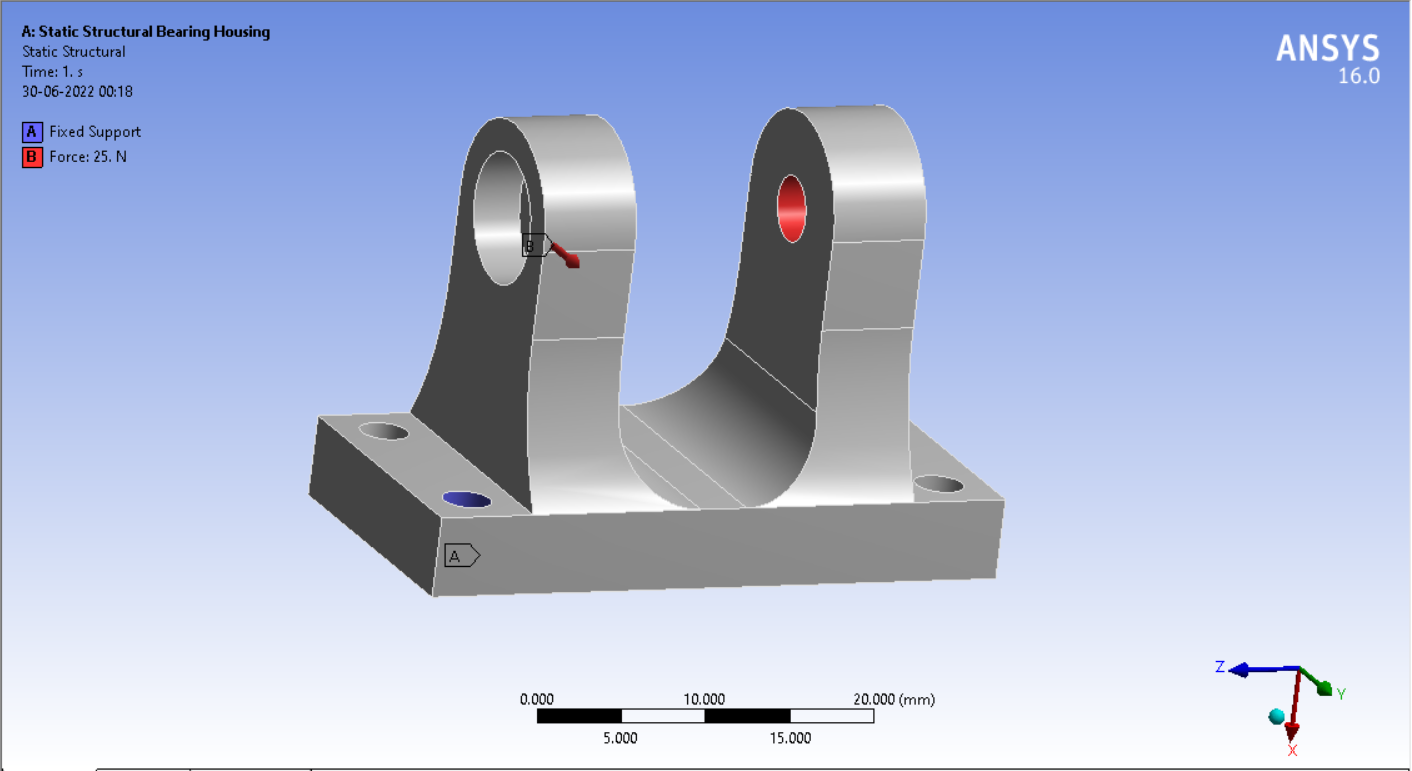 A: Static Structural Bearing Housing
Static Structural
Time: 1. s
30-06-2022 00:18
A Fixed Support
B Force: 25. N
ANSYS
16.0
B
A
Z
Y
X
0.000 10.000 20.000 (mm)
5.000 15.000